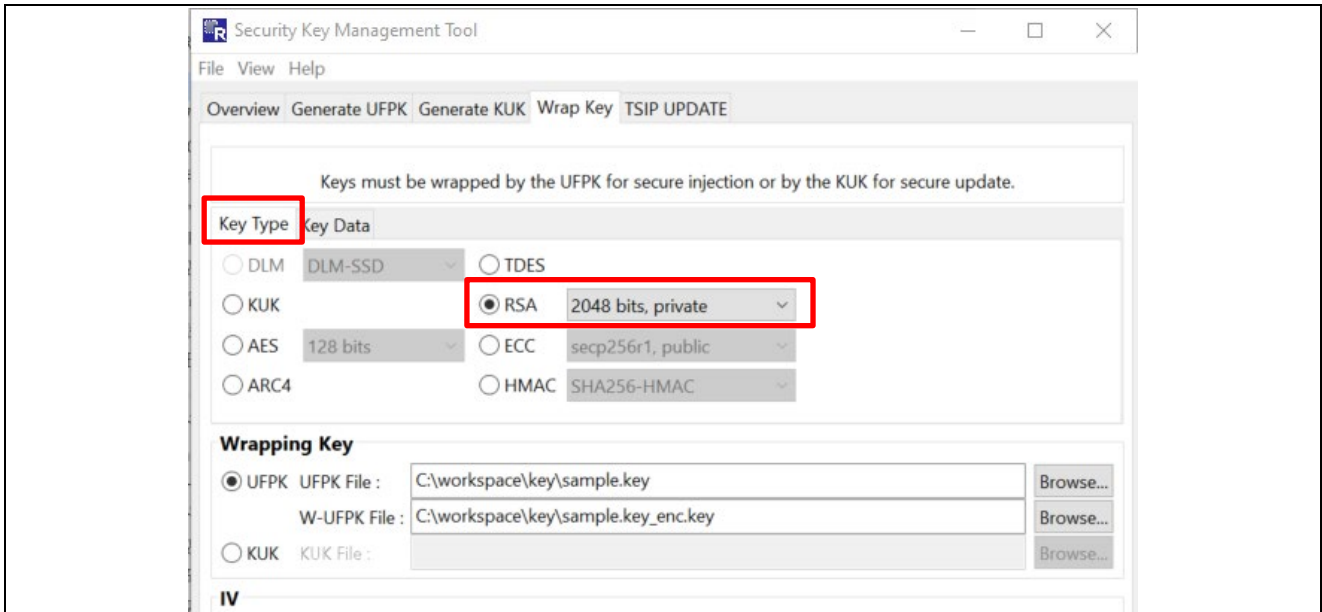 Security Key Management Tool
File View Help
Overview Generate UFPK Generate KUK Wrap Key TSIP UPDATE
Keys must be wrapped by the UFPK for secure injection or by the KUK for secure update.
Key Type Key Data
DLM DLM-SSD TDES
KUK RSA 2048 bits, private
AES 128 bits ECC secp256r1, public
ARC4 HMAC SHA256-HMAC
Wrapping Key
UFPK UFPK File : C:\workspace\key\sample.key Browse...
W-UFPK File : C:\workspace\key\sample.key_enc.key Browse...
KUK KUK File : Browse...
IV